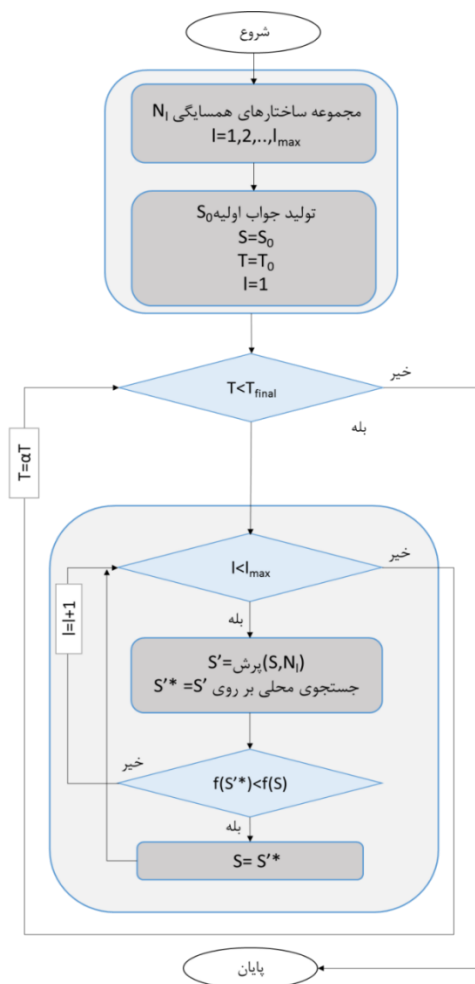 شروع
مجموعه ساختارهای همسایگی Nl
l=1,2,..,lmax
تولید جواب اولیهS0
S=S0
T=T0
l=1
T<Tfinal
خیر
بله
T=αT
l<lmax
خیر
بله
l=l+1
S’=پرش(S,Nl)
جستجوی محلی بر روی S’* =S’
f(S’*)<f(S)
خیر
بله
S= S’*
پایان